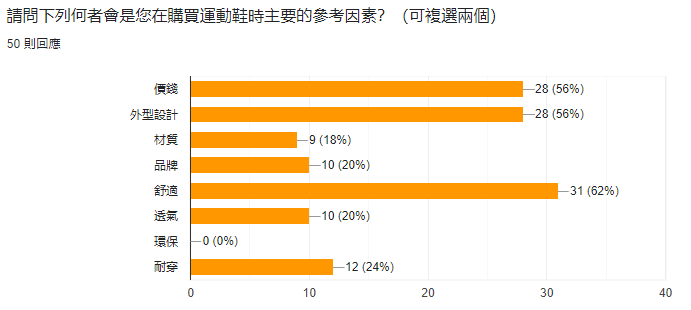 請問下列何者會是您在購買運動鞋時主要的參考因素？（可複選兩個）
50 則回應
價錢 28 (56%)
外型設計 28 (56%)
材質 9 (18%)
品牌 10 (20%)
舒適 31 (62%)
透氣 10 (20%)
環保 0 (0%)
耐穿 12 (24%)
0 10 20 30 40